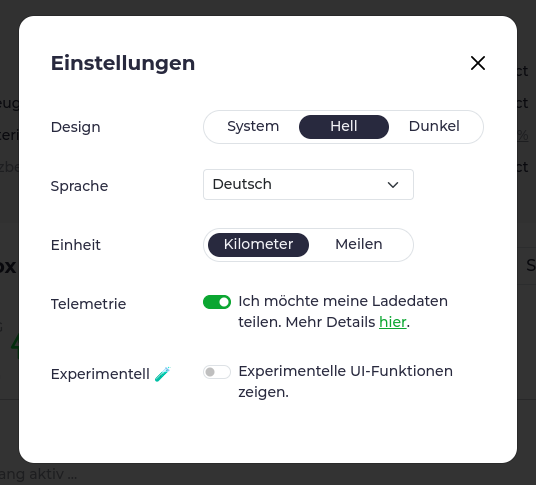 Einstellungen
Design
System Hell Dunkel
Sprache
Deutsch
Einheit
Kilometer Meilen
Telemetrie
Ich möchte meine Ladedaten
teilen. Mehr Details hier.
Experimentell
Experimentelle UI-Funktionen
zeigen.
aktiv ...